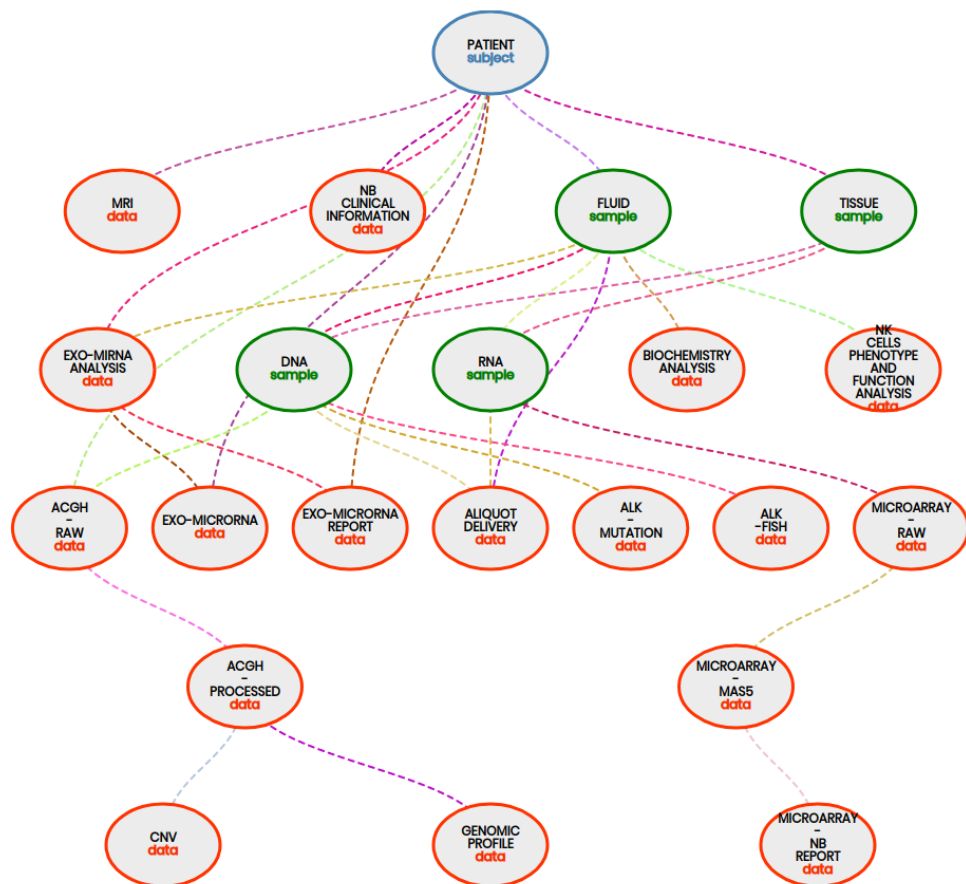 PATIENT
subject
MRI
data
NB
CLINICAL
INFORMATION
data
FLUID
sample
TISSUE
sample
EXO-MIRNA
ANALYSIS
data
DNA
sample
RNA
sample
BIOCHEMISTRY
ANALYSIS
data
NK
CELLS
PHENOTYPE
AND
FUNCTION
ANALYSIS
data
ACGH
-
RAW
data
EXO-MICRORNA
data
EXO-MICRORNA
REPORT
data
ALIQUOT
DELIVERY
data
ALK
-
MUTATION
data
ALK
-FISH
data
MICROARRAY
-
RAW
data
ACGH
-
PROCESSED
data
MICROARRAY
-
MAS5
data
CNV
data
GENOMIC
PROFILE
data
MICROARRAY
-
NB
REPORT
data